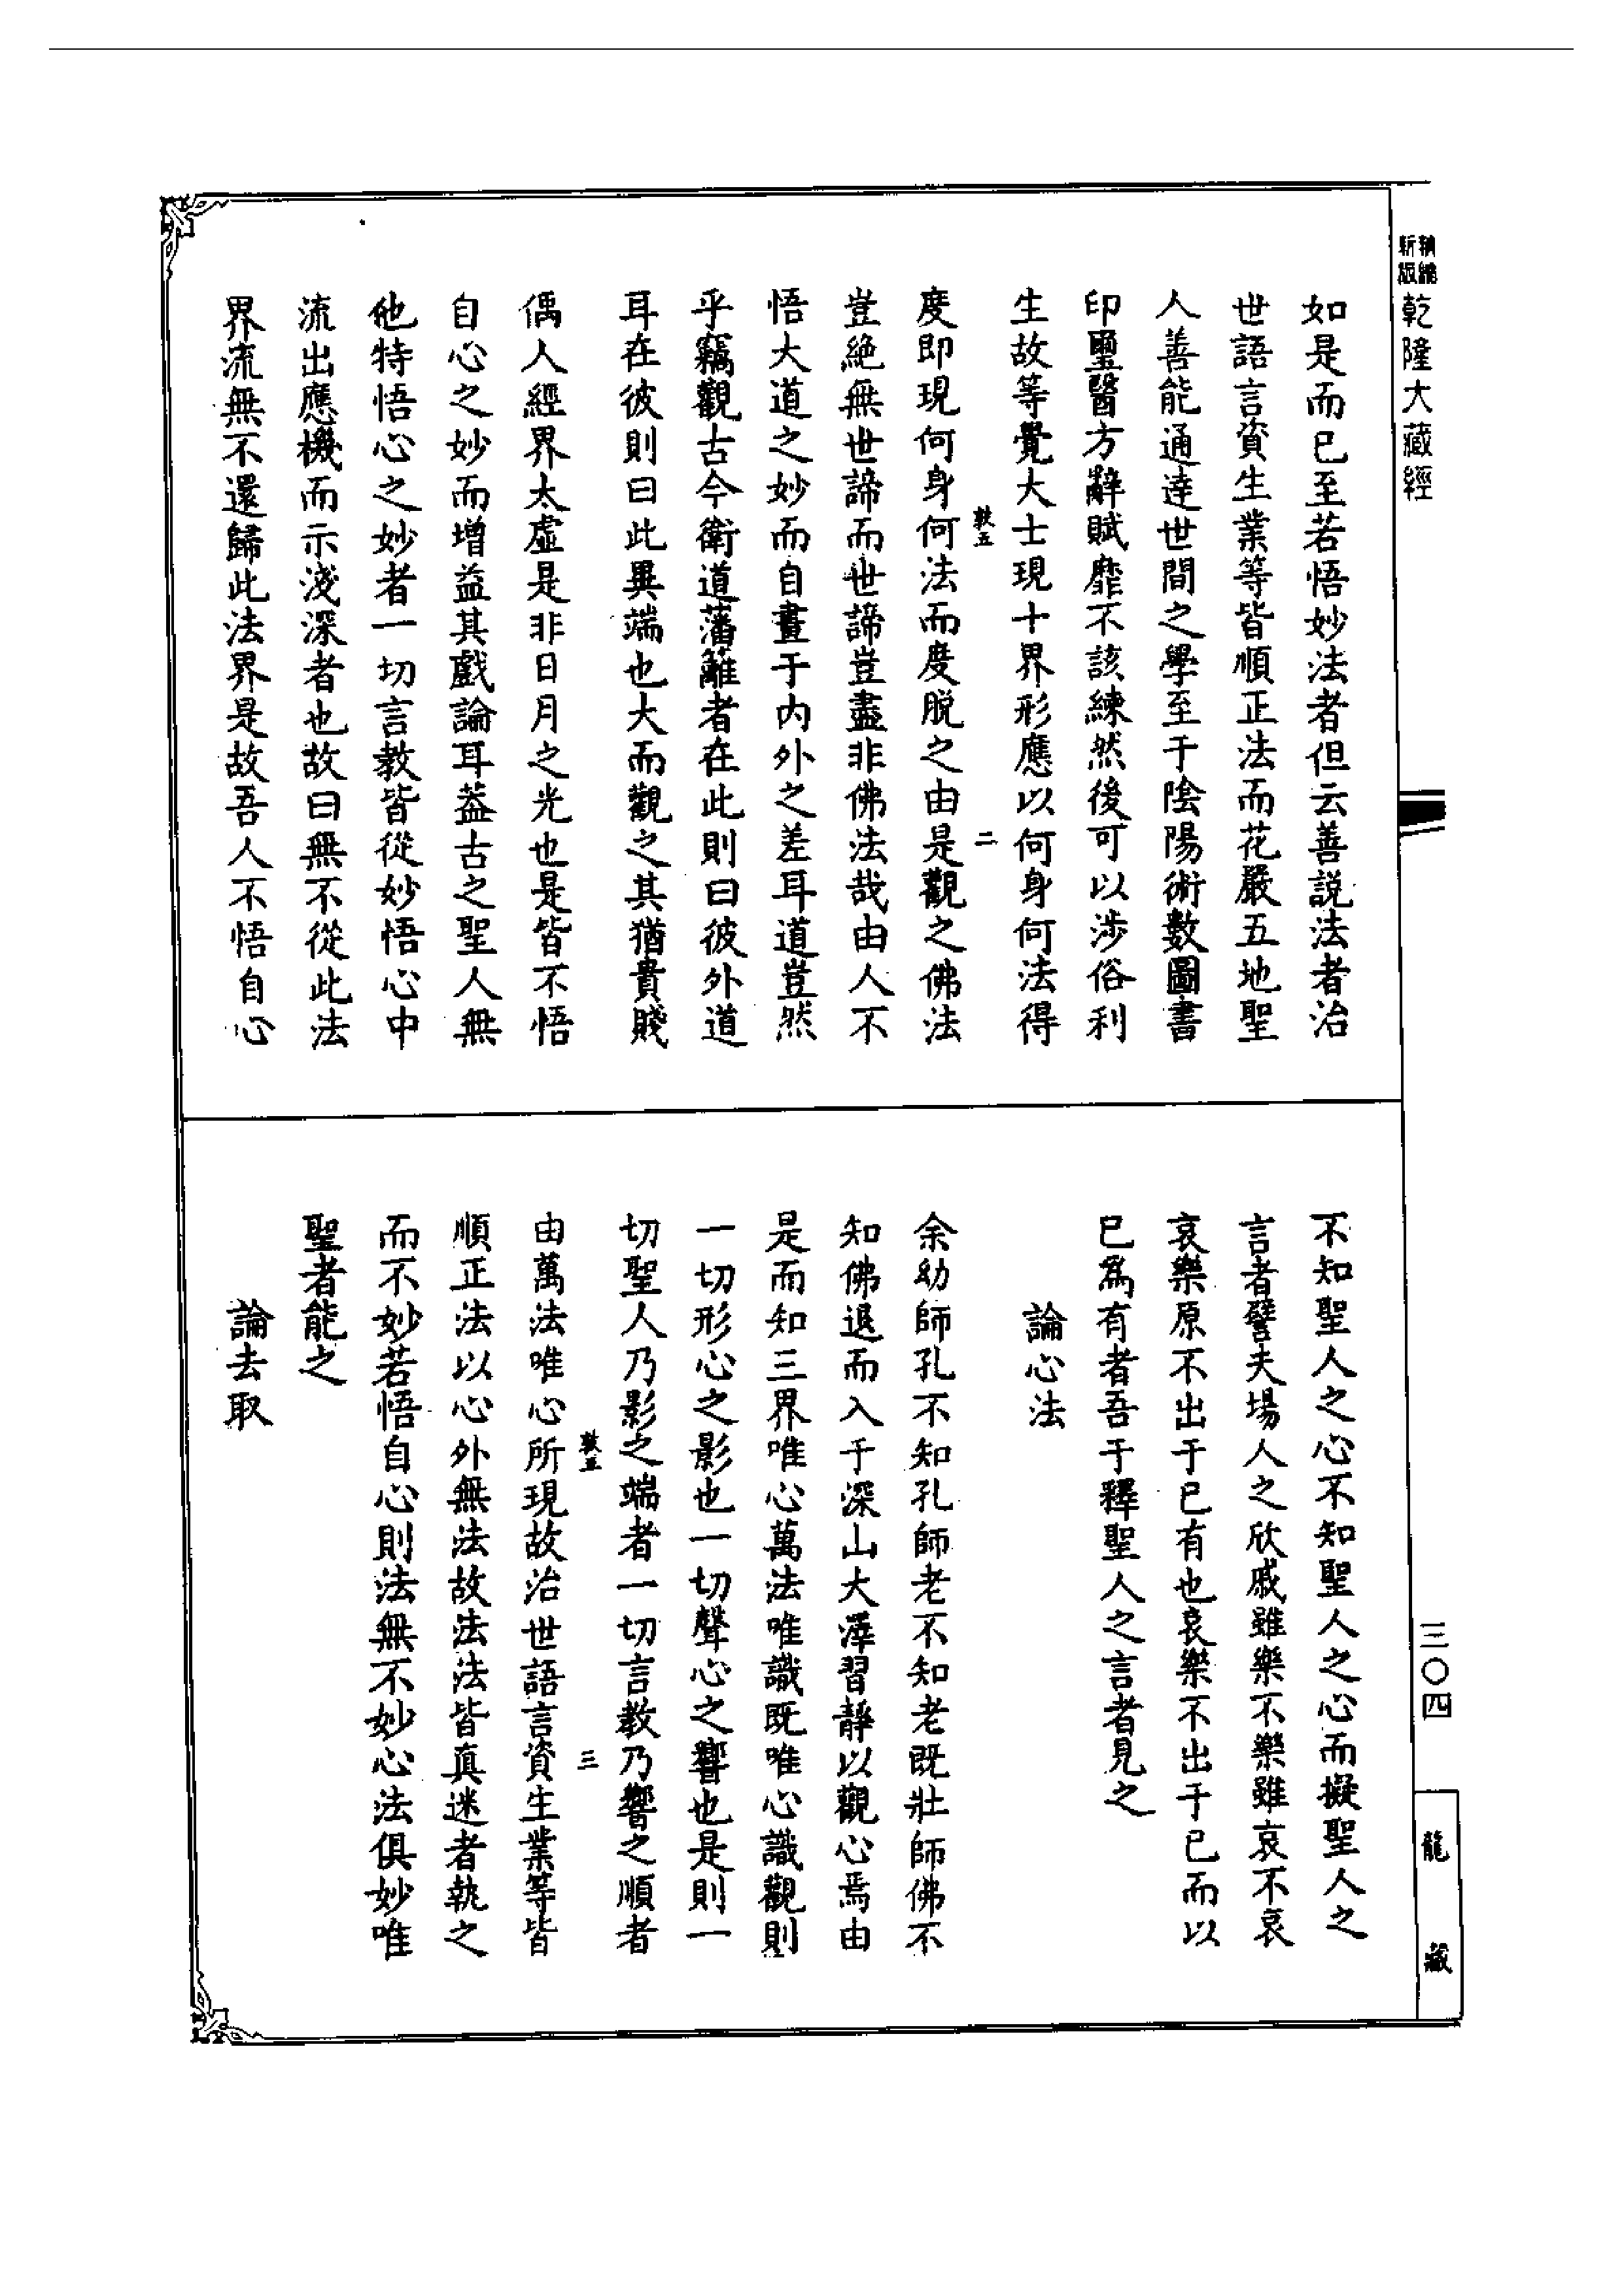 精編
新版
乾隆大藏經
如是而已至若悟妙法者但云善説法者治
世語言資生業等皆順正法而花嚴五地聖
人善能通達世間之學至于陰陽術數圖書
印璽醫方辭賦靡不該練然後可以涉俗利
生故等覺大士現十界形應以何身何法得
二
度即現何身何法而度脱之由是觀之佛法
豈絶無世諦而世諦豈盡非佛法哉由人不
悟大道之妙而自畫于内外之差耳道豈然
乎竊觀古今衛道藩籬者在此則曰彼外道
耳在彼則曰此異端也大而觀之其猶貴賤
偶人經界太虛是非日月之光也是皆不悟
自心之妙而增益其戲論耳葢古之聖人無
他特悟心之妙者一切言教皆從妙悟心中
流出應機而示淺深者也故曰無不從此法
界流無不還歸此法界是故吾人不悟自心
不知聖人之心不知聖人之心而擬聖人之
言者譬夫場人之欣戚雖樂不樂雖哀不哀
哀樂原不出于已有也哀樂不出于已而以
已爲有者吾于釋聖人之言者見之
論心法
余幼師孔不知孔師老不知老既壯師佛不
知佛退而入于深山大澤習靜以觀心焉由
是而知三界唯心萬法唯識既唯心識觀則
一切形心之影也一切聲心之響也是則一
切聖人乃影之端者一切言教乃響之順者
三
由萬法唯心所現故治世語言資生業等皆
順正法以心外無法故法法皆真迷者執之
而不妙若悟自心則法無不妙心法俱妙唯
聖者能之
論去取
三〇四
龍藏